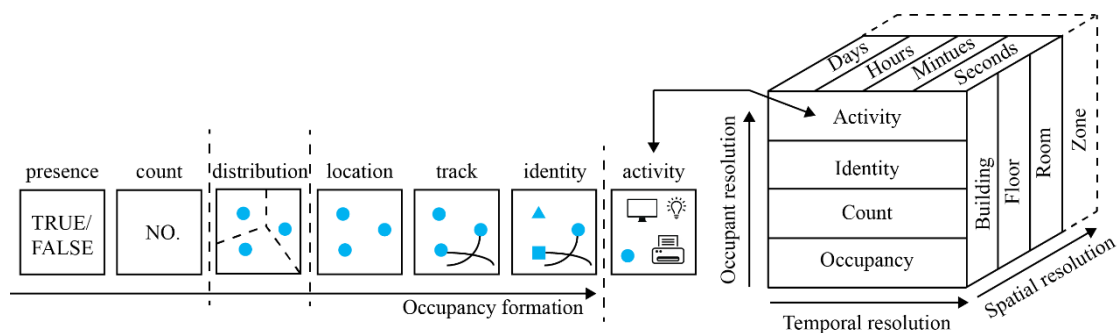 presence
count
distribution
location
track
identity
activity
TRUE/
FALSE
NO.
Occupancy formation
Occupant resolution
Days
Hours
Mintues
Seconds
Activity
Identity
Count
Occupancy
Building
Floor
Room
Zone
Temporal resolution
Spatial resolution